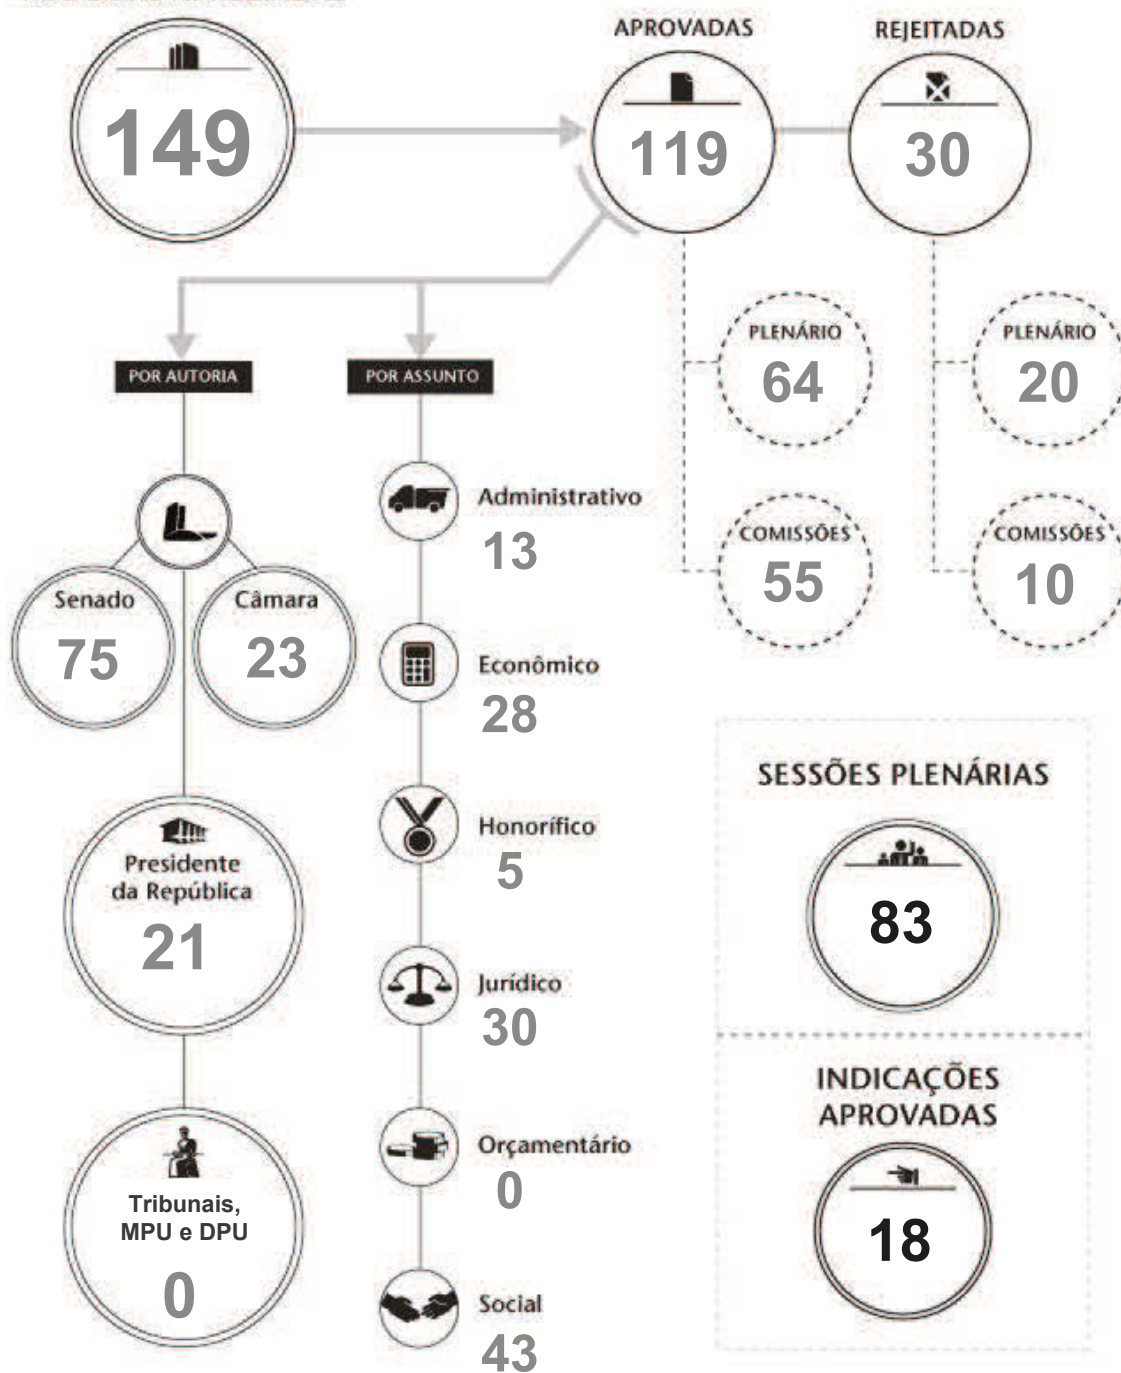 149
APROVADAS
119
REJEITADAS
30
PLENÁRIO
64
COMISSÕES
55
PLENÁRIO
20
COMISSÕES
10
POR AUTORIA
Senado
75
Câmara
23
Presidente
da República
21
Tribunais,
MPU e DPU
0
POR ASSUNTO
Administrativo
13
Econômico
28
Honorífico
5
Jurídico
30
Orçamentário
0
Social
43
SESSÕES PLENÁRIAS
83
INDICAÇÕES
APROVADAS
18